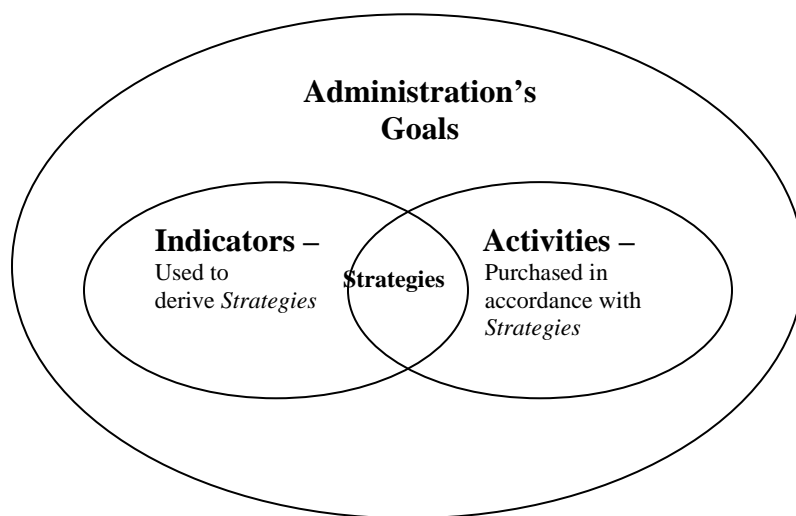 Administration’s
Goals
Indicators –
Used to
derive Strategies
Strategies
Activities –
Purchased in
accordance with
Strategies